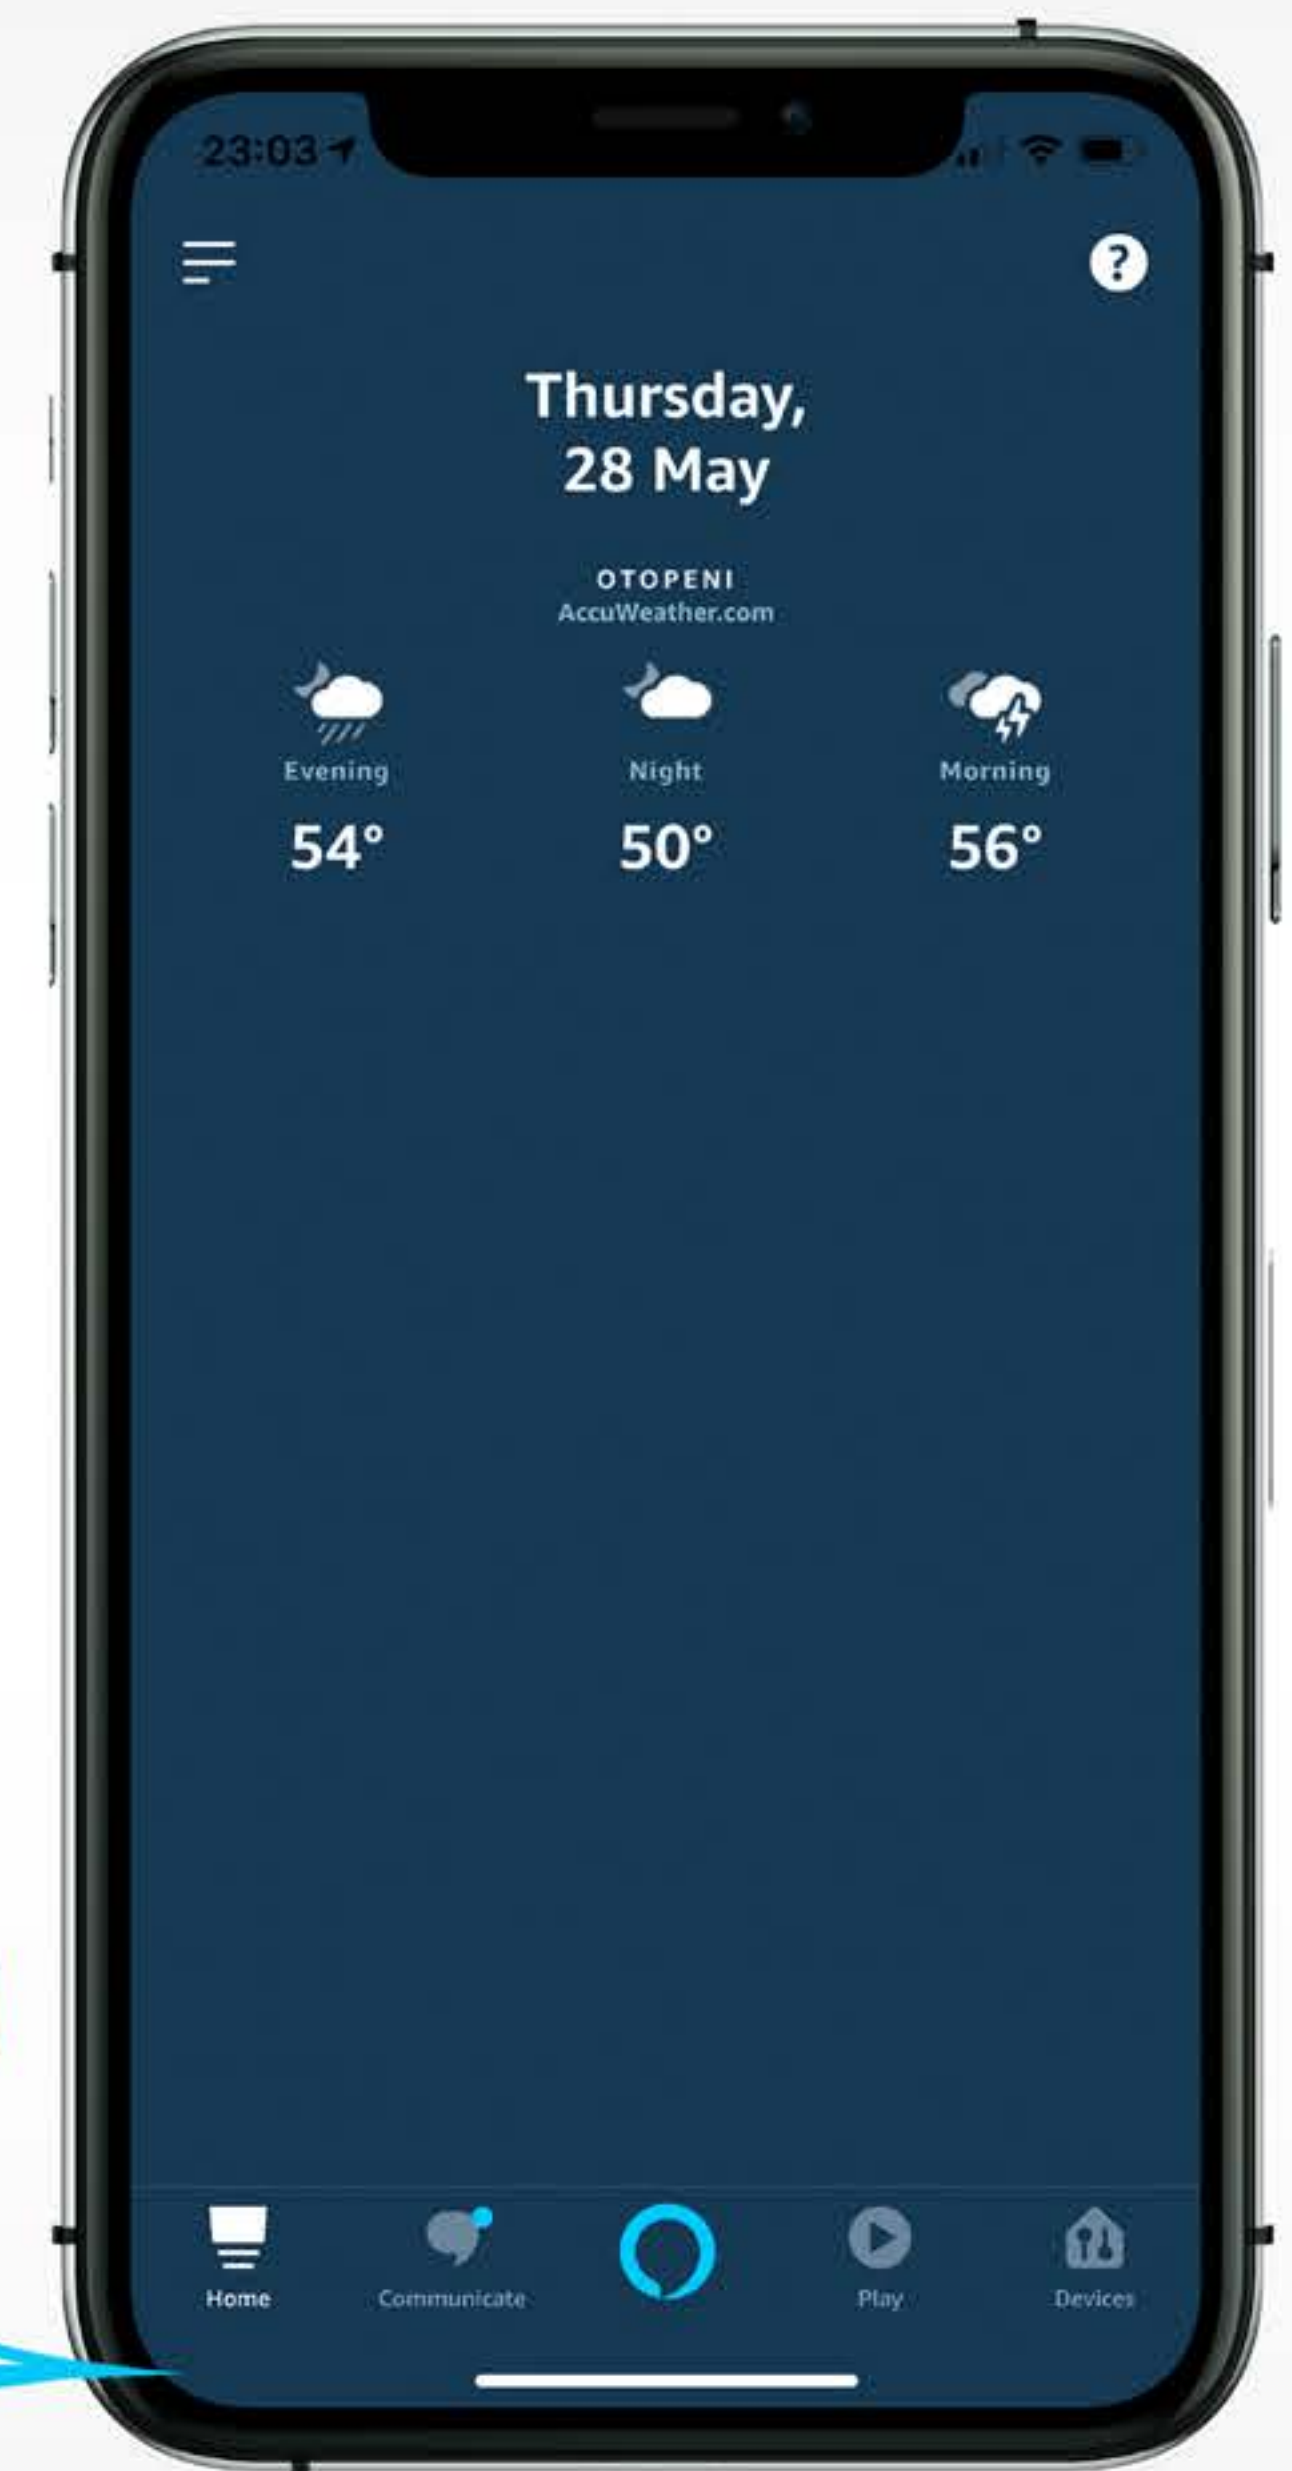 23:03
?
Thursday,
28 May
OTOPENI
AccuWeather.com
Evening Night Morning
54° 50° 56°
Home Communicate Play Devices